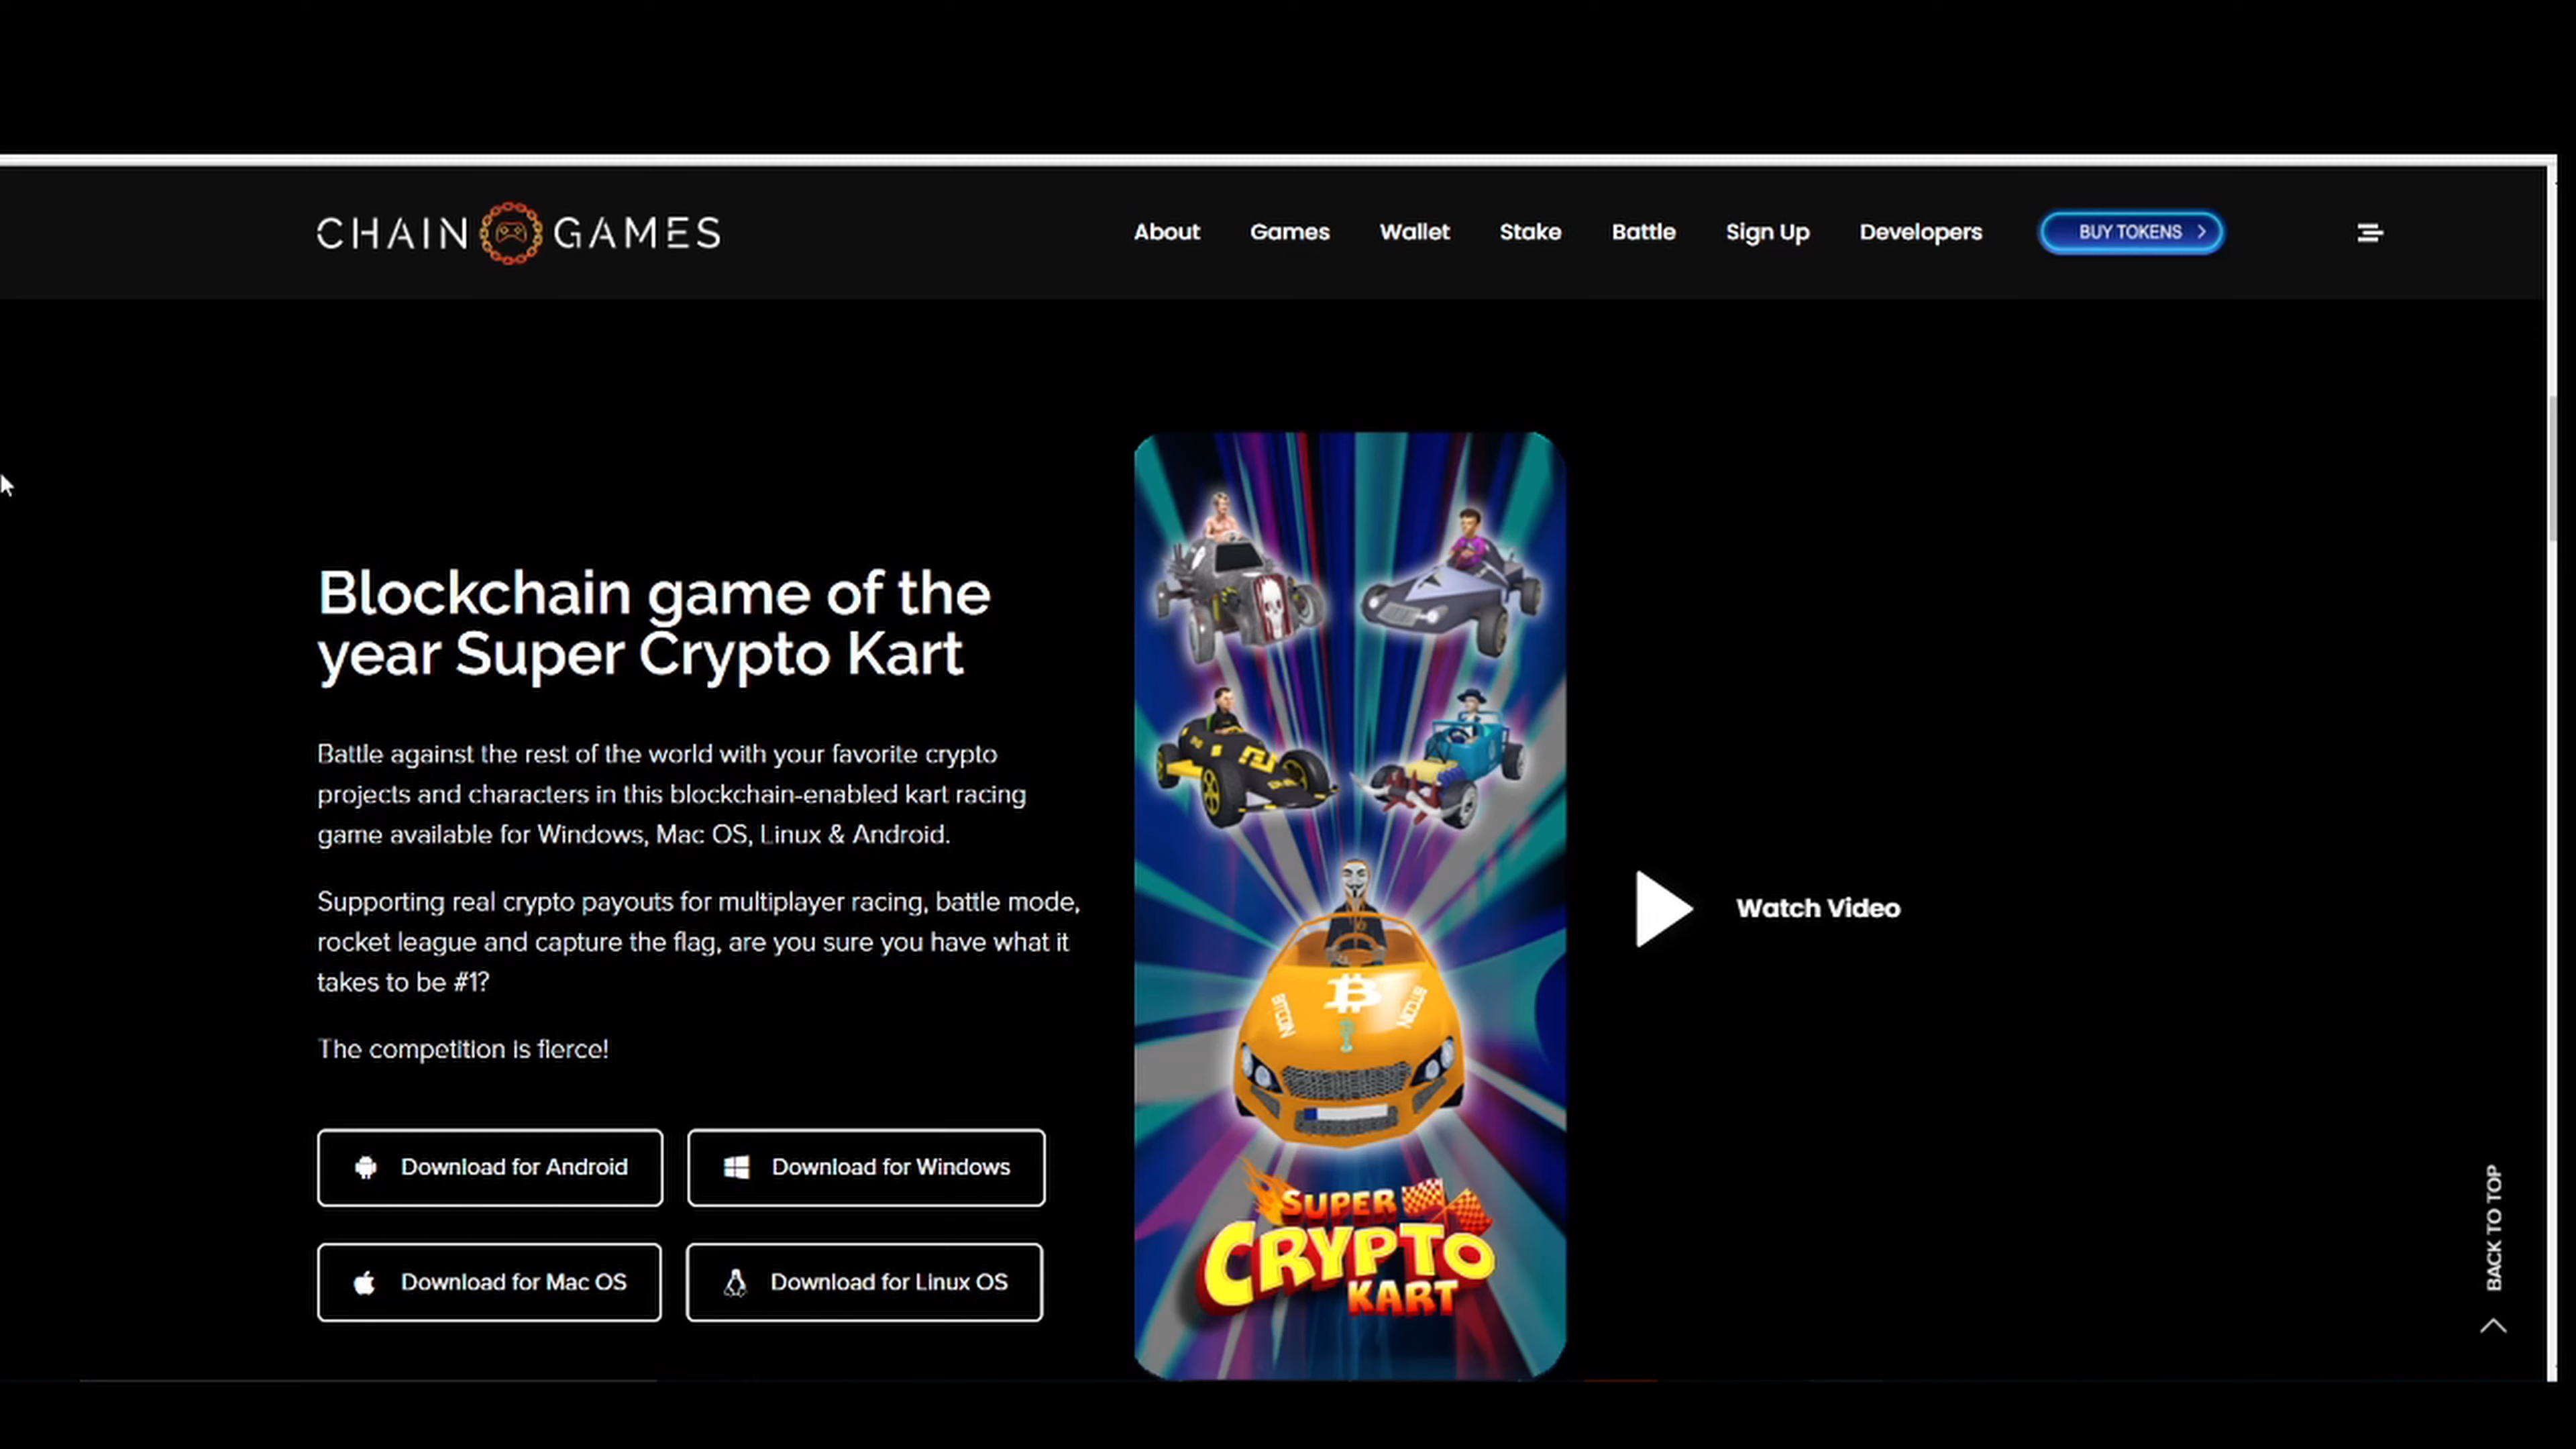 CHAIN GAMES
About Games Wallet Stake Battle Sign Up Developers BUY TOKENS
Blockchain game of the
year Super Crypto Kart
Battle against the rest of the world with your favorite crypto
projects and characters in this blockchain-enabled kart racing
game available for Windows, Mac OS, Linux & Android.
Supporting real crypto payouts for multiplayer racing, battle mode,
rocket league and capture the flag, are you sure you have what it
takes to be #1?
The competition is fierce!
Download for Android
Download for Windows
Download for Mac OS
Download for Linux OS
BITCOIN
BITCOIN
SUPER
CRYPTO
KART
Watch Video
BACK TO TOP